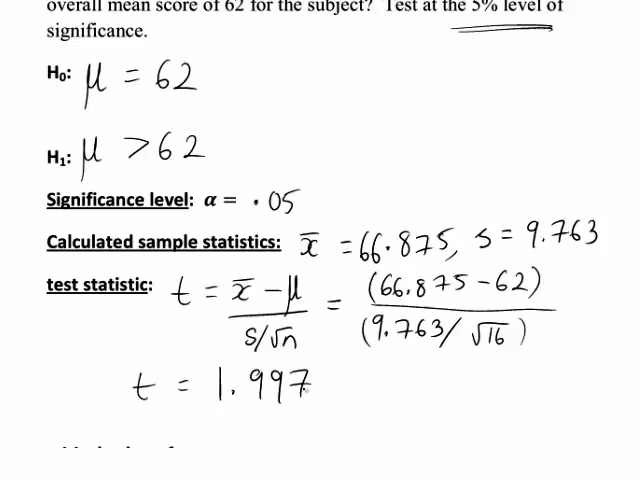 overall mean score of 62 for the subject? Test at the 5% level of
significance.
H₀: μ = 62
H₁: μ > 62
Significance level: α = .05
Calculated sample statistics: x̄ = 66.875, s = 9.763
test statistic: t = x̄ - μ / s/√n = (66.875 - 62) / (9.763/√16)
t = 1.997